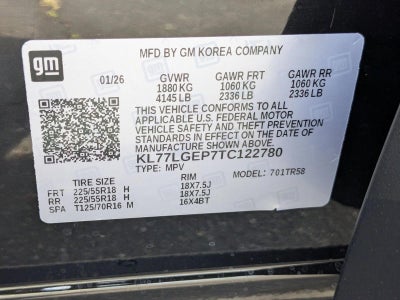 gm
MFD BY GM KOREA COMPANY
01/26 GVWR GAWR FRT GAWR RR
1880 KG 1060 KG 1060 KG
4145 LB 2336 LB 2336 LB
THIS VEHICLE CONFORMS TO ALL
APPLICABLE U.S. FEDERAL MOTOR
VEHICLE SAFETY AND THEFT PREVENTION
STANDARDS IN EFFECT ON THE DATE OF
MANUFACTURE SHOWN ABOVE.
KL77LGEP7TC122780
TYPE: MPV MODEL: 701TR58
TIRE SIZE RIM
FRT 225/55R18 H 18X7.5J
RR 225/55R18 H 18X7.5J
SPA T125/70R16 M 16X4BT